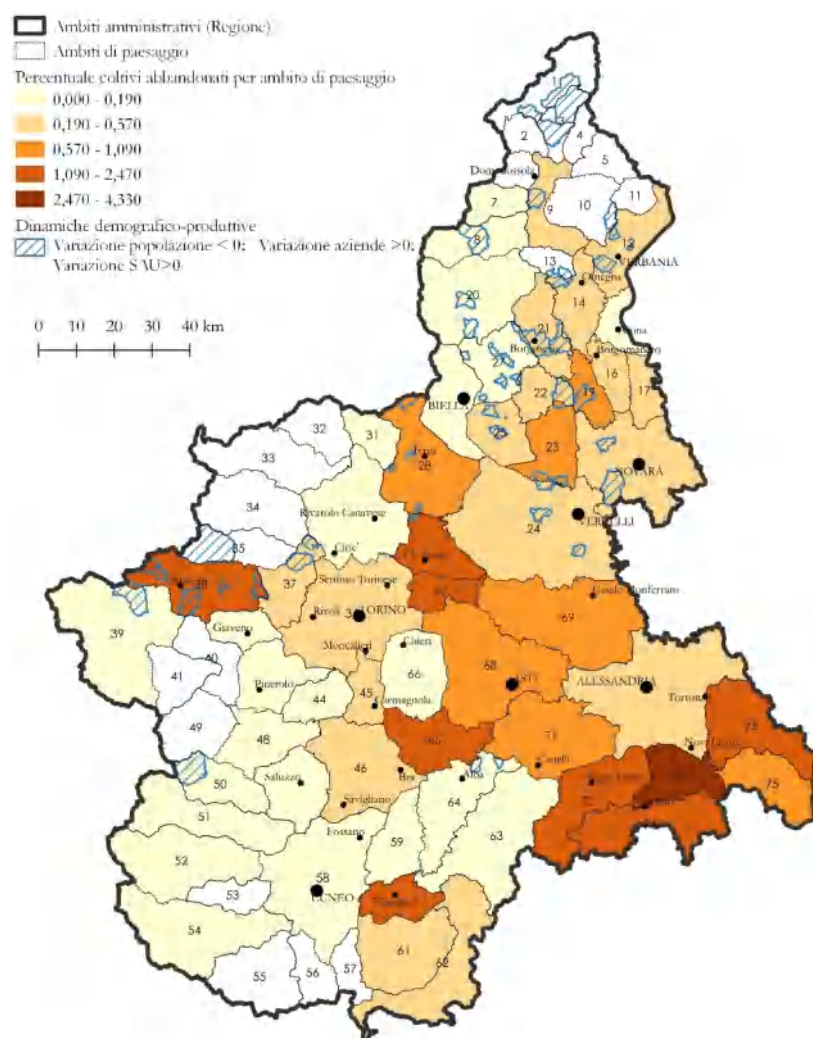 Ambiti amministrativi (Regione)
Ambiti di paesaggio
Percentuale coltivi abbandonati per ambito di paesaggio
0,000 - 0,190
0,190 - 0,570
0,570 - 1,090
1,090 - 2,470
2,470 - 4,330
Dinamiche demografico-produttive
Variazione popolazione < 0; Variazione aziende >0;
Variazione SAU>0
0 10 20 30 40 km
2
4
5
Domodossola
11
7
9
10
8
12
13
VERBANIA
Omegna
20
14
21
Borgomanero
16
22
17
BIELLA
32
31
33
23
28
NOVARA
34
Rivarolo Canavese
VERCELLI
24
35
Cirie'
37
Settimo Torinese
Casale Monferrato
38
69
Rivoli
TORINO
39
Giaveno
Moncalieri
Chieri
40
68
ASTI
41
66
ALESSANDRIA
Pinerolo
44
45
Tortona
Carmagnola
49
48
71
Novi Ligure
Canelli
46
50
Saluzzo
Bra
Alba
75
51
Savigliano
64
63
Fossano
59
52
58
53
CUNEO
54
61
62
55
56
57